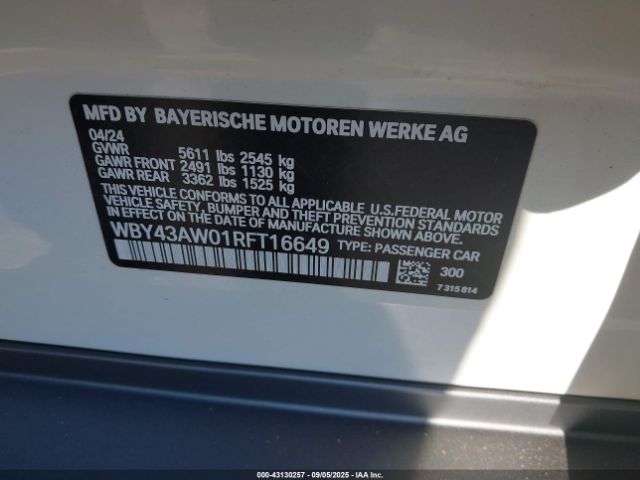 MFD BY BAYERISCHE MOTOREN WERKE AG
04/24
GVWR 5611 lbs 2545 kg
GAWR FRONT 2491 lbs 1130 kg
GAWR REAR 3362 lbs 1525 kg
THIS VEHICLE CONFORMS TO ALL APPLICABLE U.S.FEDERAL MOTOR
VEHICLE SAFETY, BUMPER, AND THEFT PREVENTION STANDARDS
IN EFFECT ON THE DATE OF MANUFACTURE SHOWN ABOVE.
WBY43AW01RFT16649 TYPE: PASSENGER CAR
300
7 315 814
000-43130257 - 09/05/2025 - IAAI.COM